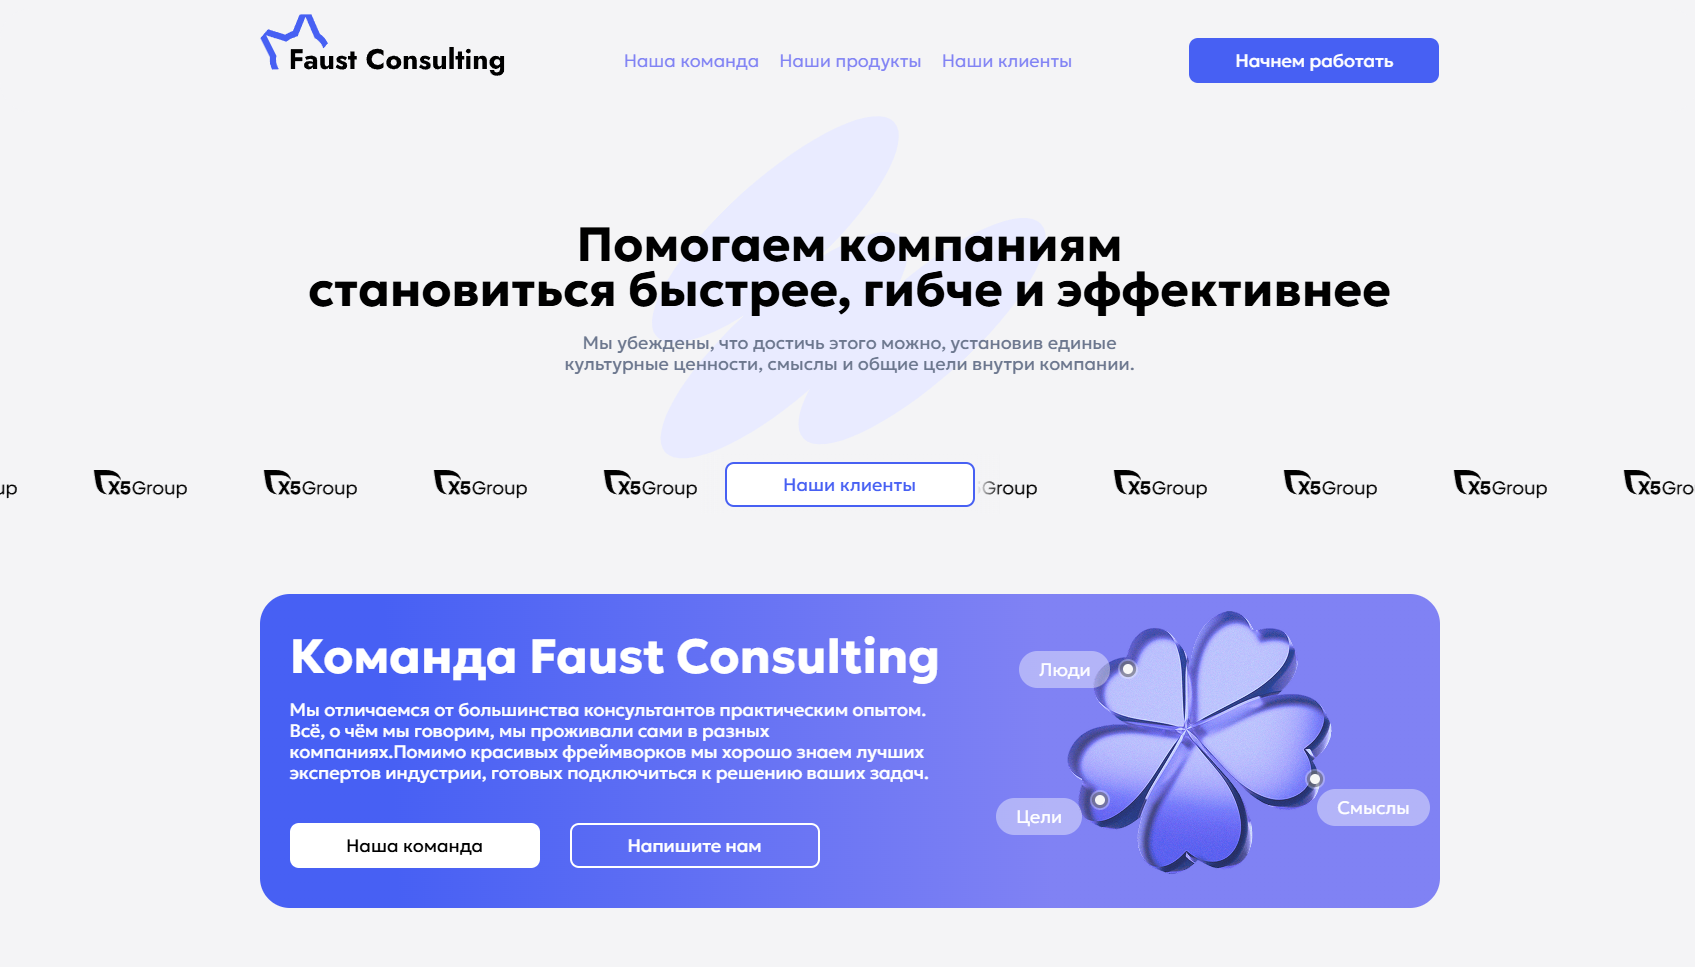 Faust Consulting
Наша команда Наши продукты Наши клиенты
Начнем работать
Помогаем компаниям
становиться быстрее, гибче и эффективнее
Мы убеждены, что достичь этого можно, установив единые
культурные ценности, смыслы и общие цели внутри компании.
up X5Group X5Group X5Group X5Group Наши клиенты Group X5Group X5Group X5Group X5Gro
Команда Faust Consulting
Мы отличаемся от большинства консультантов практическим опытом.
Всё, о чём мы говорим, мы проживали сами в разных
компаниях.Помимо красивых фреймворков мы хорошо знаем лучших
экспертов индустрии, готовых подключиться к решению ваших задач.
Наша команда
Напишите нам
Люди
Цели
Смыслы